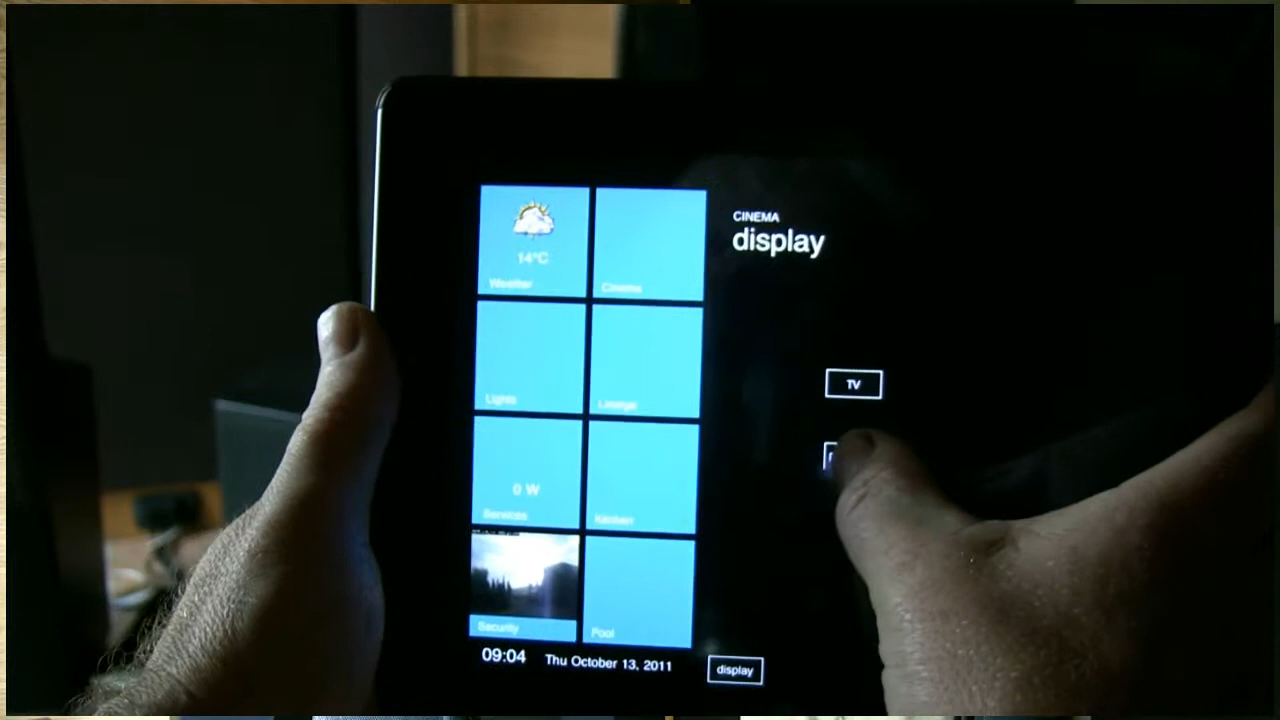 14°C
Weather
Cinema
CINEMA
display
Lights
Lounge
TV
0 W
Services
Kitchen
Security
Pool
09:04
Thu October 13, 2011
display